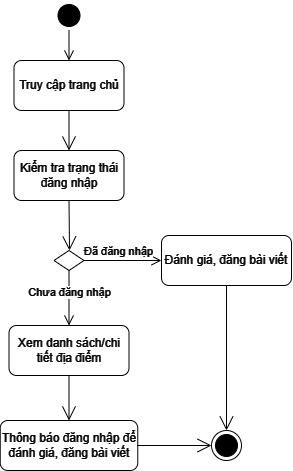 Truy cập trang chủ
Kiểm tra trạng thái
đăng nhập
Đã đăng nhập
Đánh giá, đăng bài viết
Chưa đăng nhập
Xem danh sách/chi
tiết địa điểm
Thông báo đăng nhập để
đánh giá, đăng bài viết